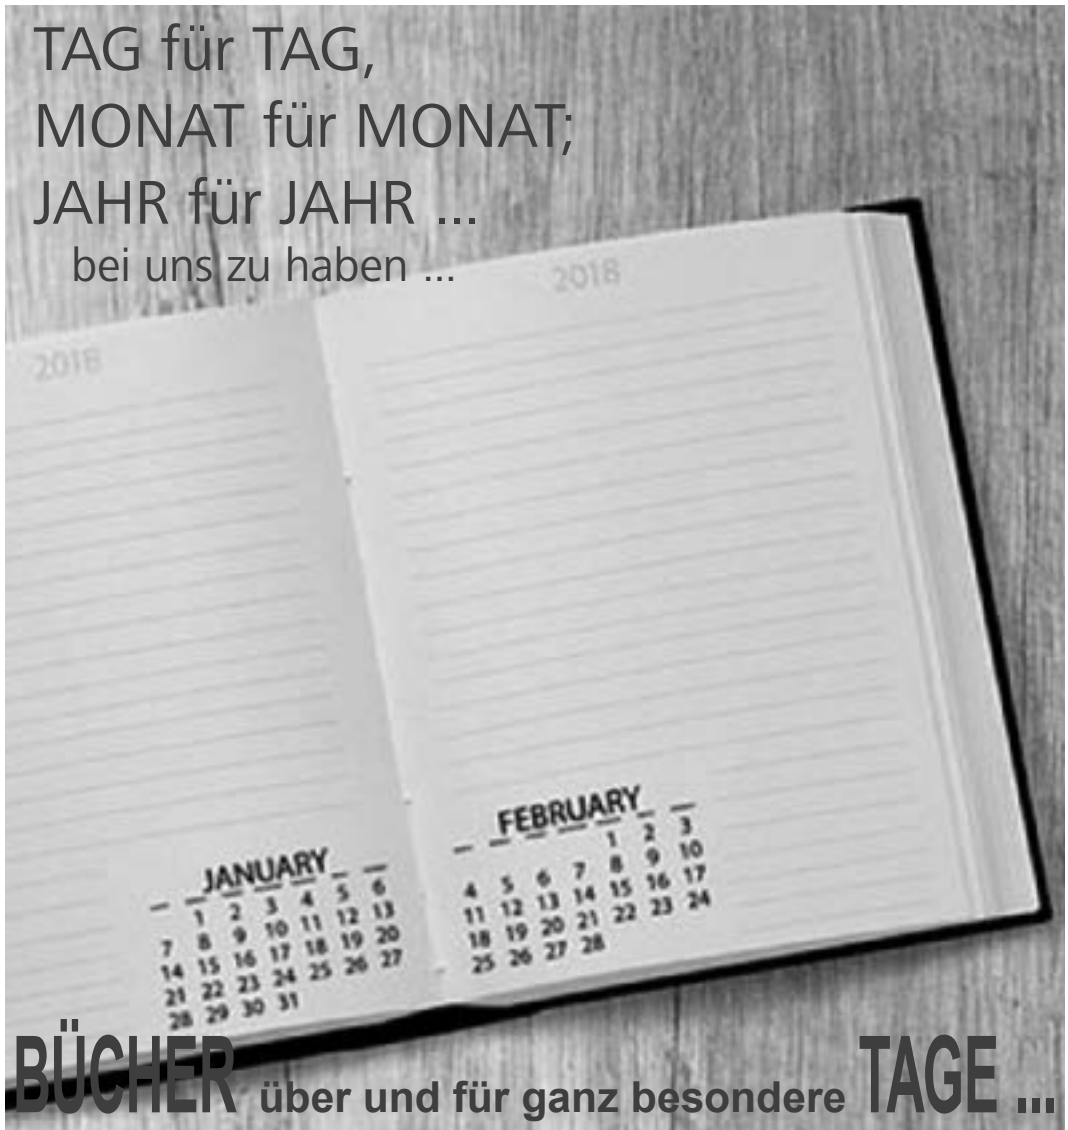 TAG für TAG,
MONAT für MONAT;
JAHR für JAHR ...
bei uns zu haben ...
2018
2018
JANUARY
1 2 3 4 5 6
7 8 9 10 11 12 13
14 15 16 17 18 19 20
21 22 23 24 25 26 27
28 29 30 31
FEBRUARY
1 2 3
4 5 6 7 8 9 10
11 12 13 14 15 16 17
18 19 20 21 22 23 24
25 26 27 28
BÜCHER über und für ganz besondere TAGE ...